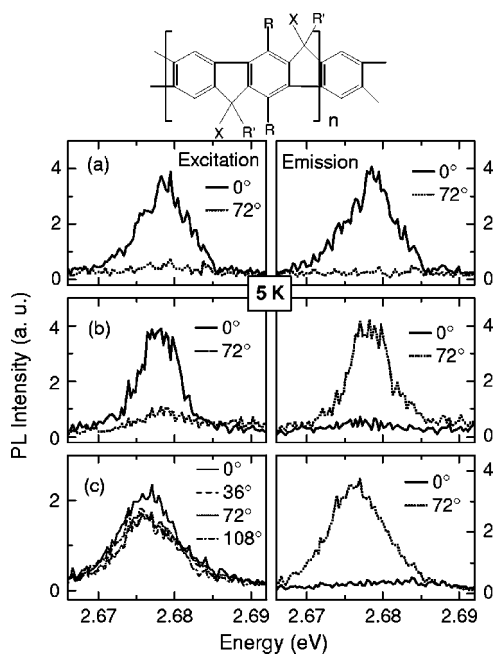 R
X R'
n
X R'
R
(a) Excitation
0°
72°
Emission
0°
72°
4
2
0
4
2
0
5 K
(b)
0°
72°
0°
72°
4
2
0
4
2
0
PL Intensity (a. u.)
(c)
0°
36°
72°
108°
0°
72°
2
0
4
2
0
2.67 2.68 2.69 2.67 2.68 2.69
Energy (eV)